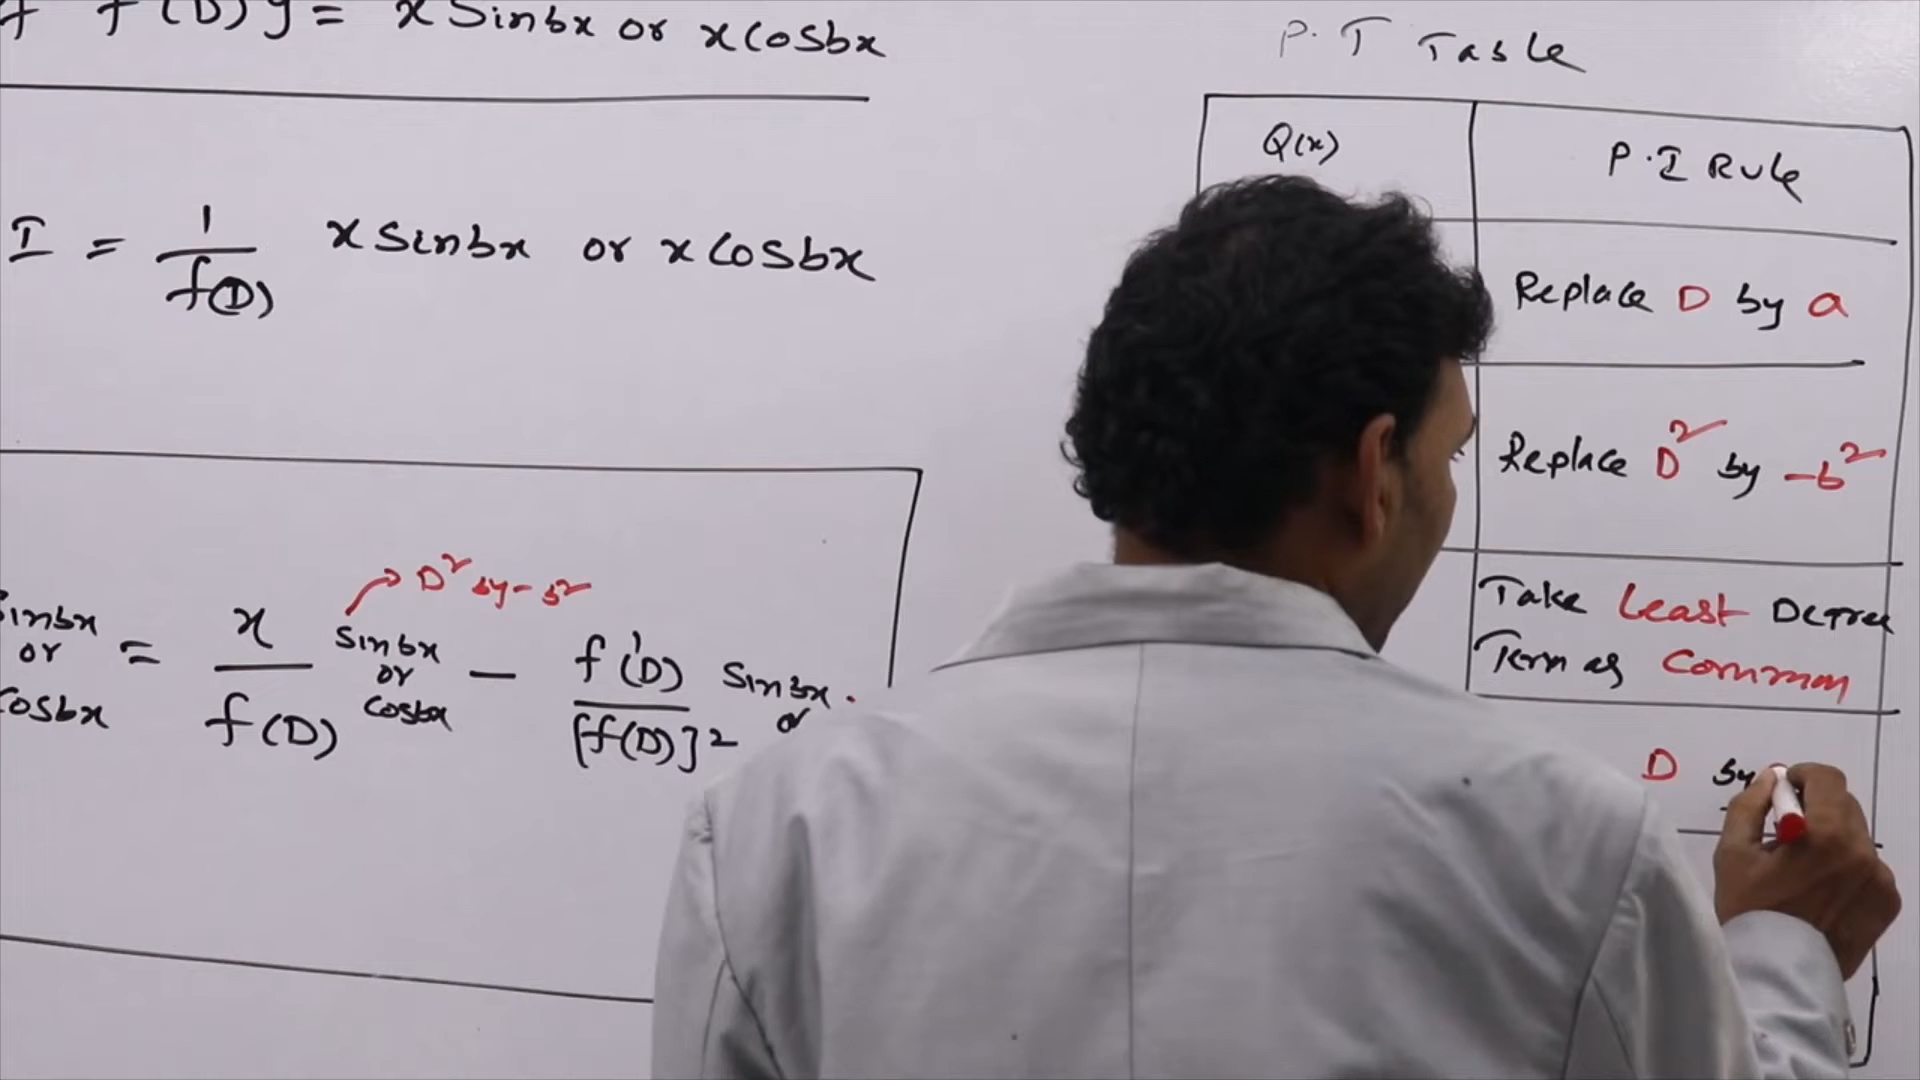 f(D)y = x Sinbx or x Cosbx
I = 1/f(D) x Sinbx or x Cosbx
D² by -b²
Sinbx or Cosbx = x/f(D) Sinbx or Cosbx - f'(D)/[f(D)]² Sinbx or
P.I Table
Q(x)
P.I Rule
Replace D by a
Replace D² by -b²
Take Least Degree
Term as Common
D by